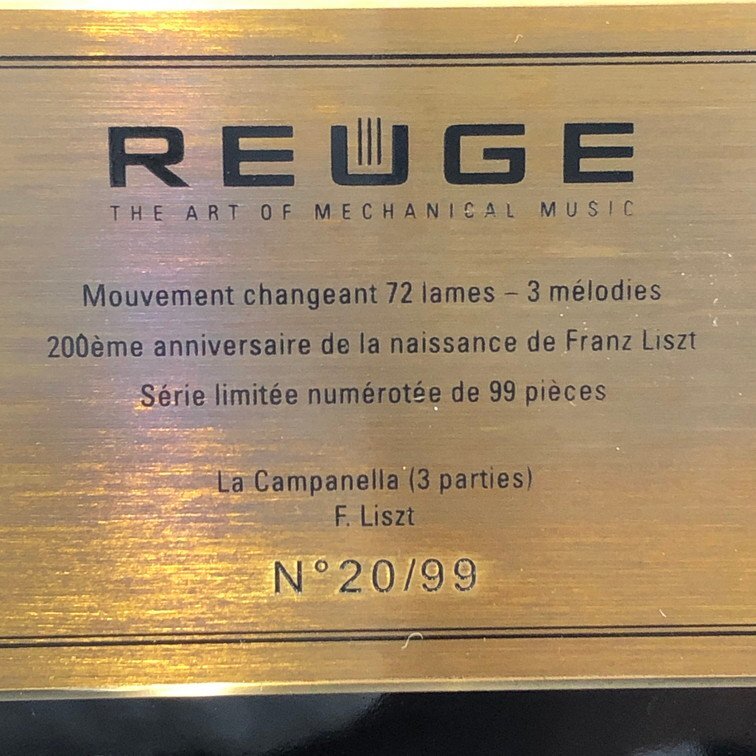 REUGE
THE ART OF MECHANICAL MUSIC
Mouvement changeant 72 lames – 3 mélodies
200ème anniversaire de la naissance de Franz Liszt
Série limitée numérotée de 99 pièces
La Campanella (3 parties)
F. Liszt
N°20/99